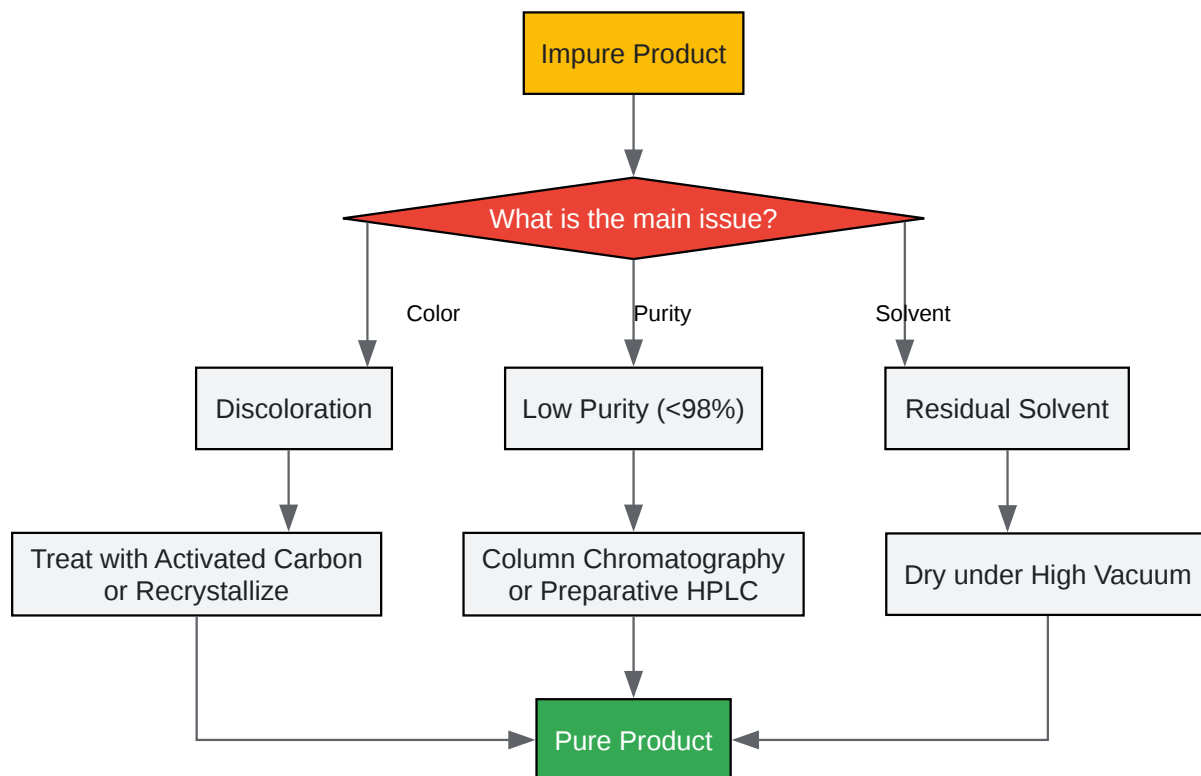 Impure Product
What is the main issue?
Color
Purity
Solvent
Discoloration
Low Purity (<98%)
Residual Solvent
Treat with Activated Carbon
or Recrystallize
Column Chromatography
or Preparative HPLC
Dry under High Vacuum
Pure Product